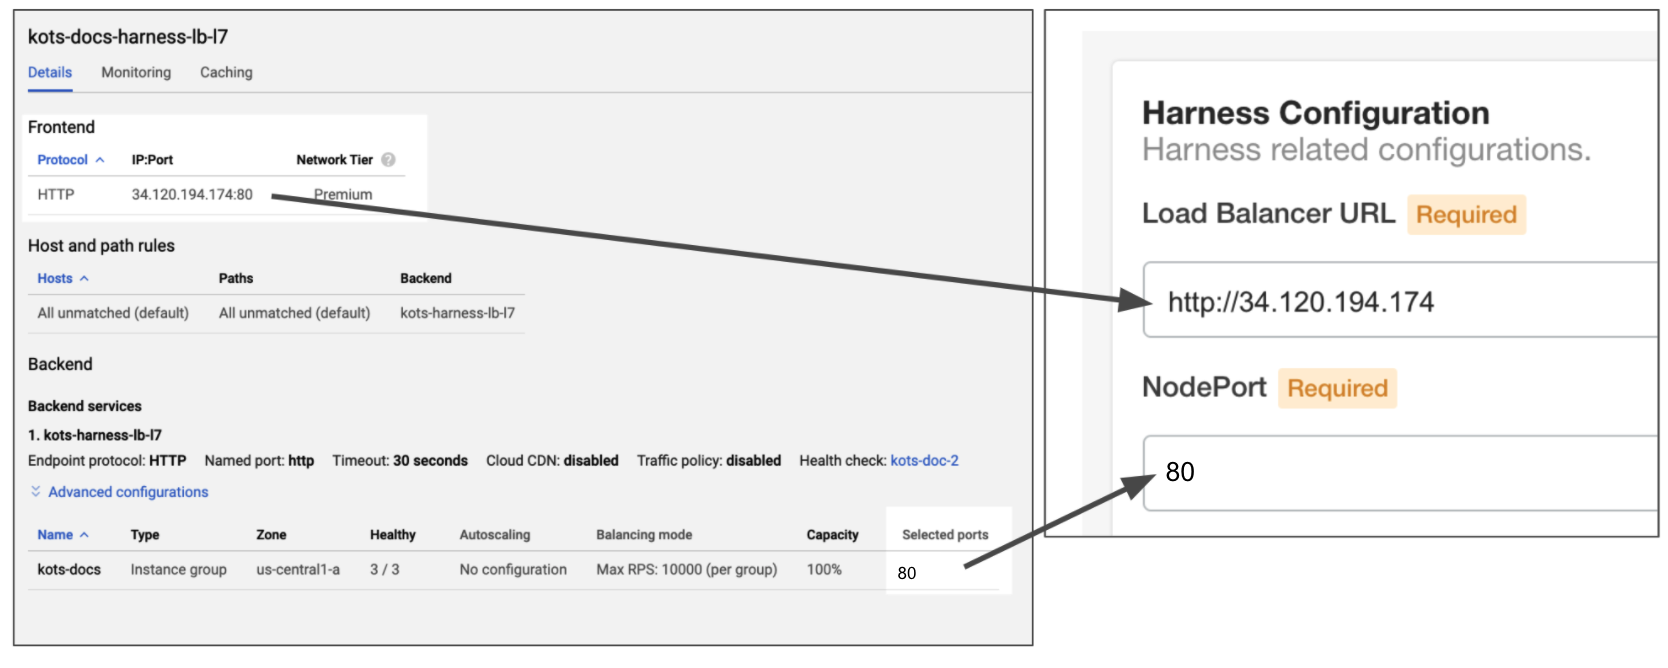 kots-docs-harness-lb-l7
Details Monitoring Caching
Frontend
Protocol IP:Port Network Tier ?
HTTP 34.120.194.174:80 Premium
Host and path rules
Hosts Paths Backend
All unmatched (default) All unmatched (default) kots-harness-lb-l7
Backend
Backend services
1. kots-harness-lb-l7
Endpoint protocol: HTTP Named port: http Timeout: 30 seconds Cloud CDN: disabled Traffic policy: disabled Health check: kots-doc-2
Advanced configurations
Name Type Zone Healthy Autoscaling Balancing mode Capacity Selected ports
kots-docs Instance group us-central1-a 3 / 3 No configuration Max RPS: 10000 (per group) 100% 80
Harness Configuration
Harness related configurations.
Load Balancer URL Required
http://34.120.194.174
NodePort Required
80